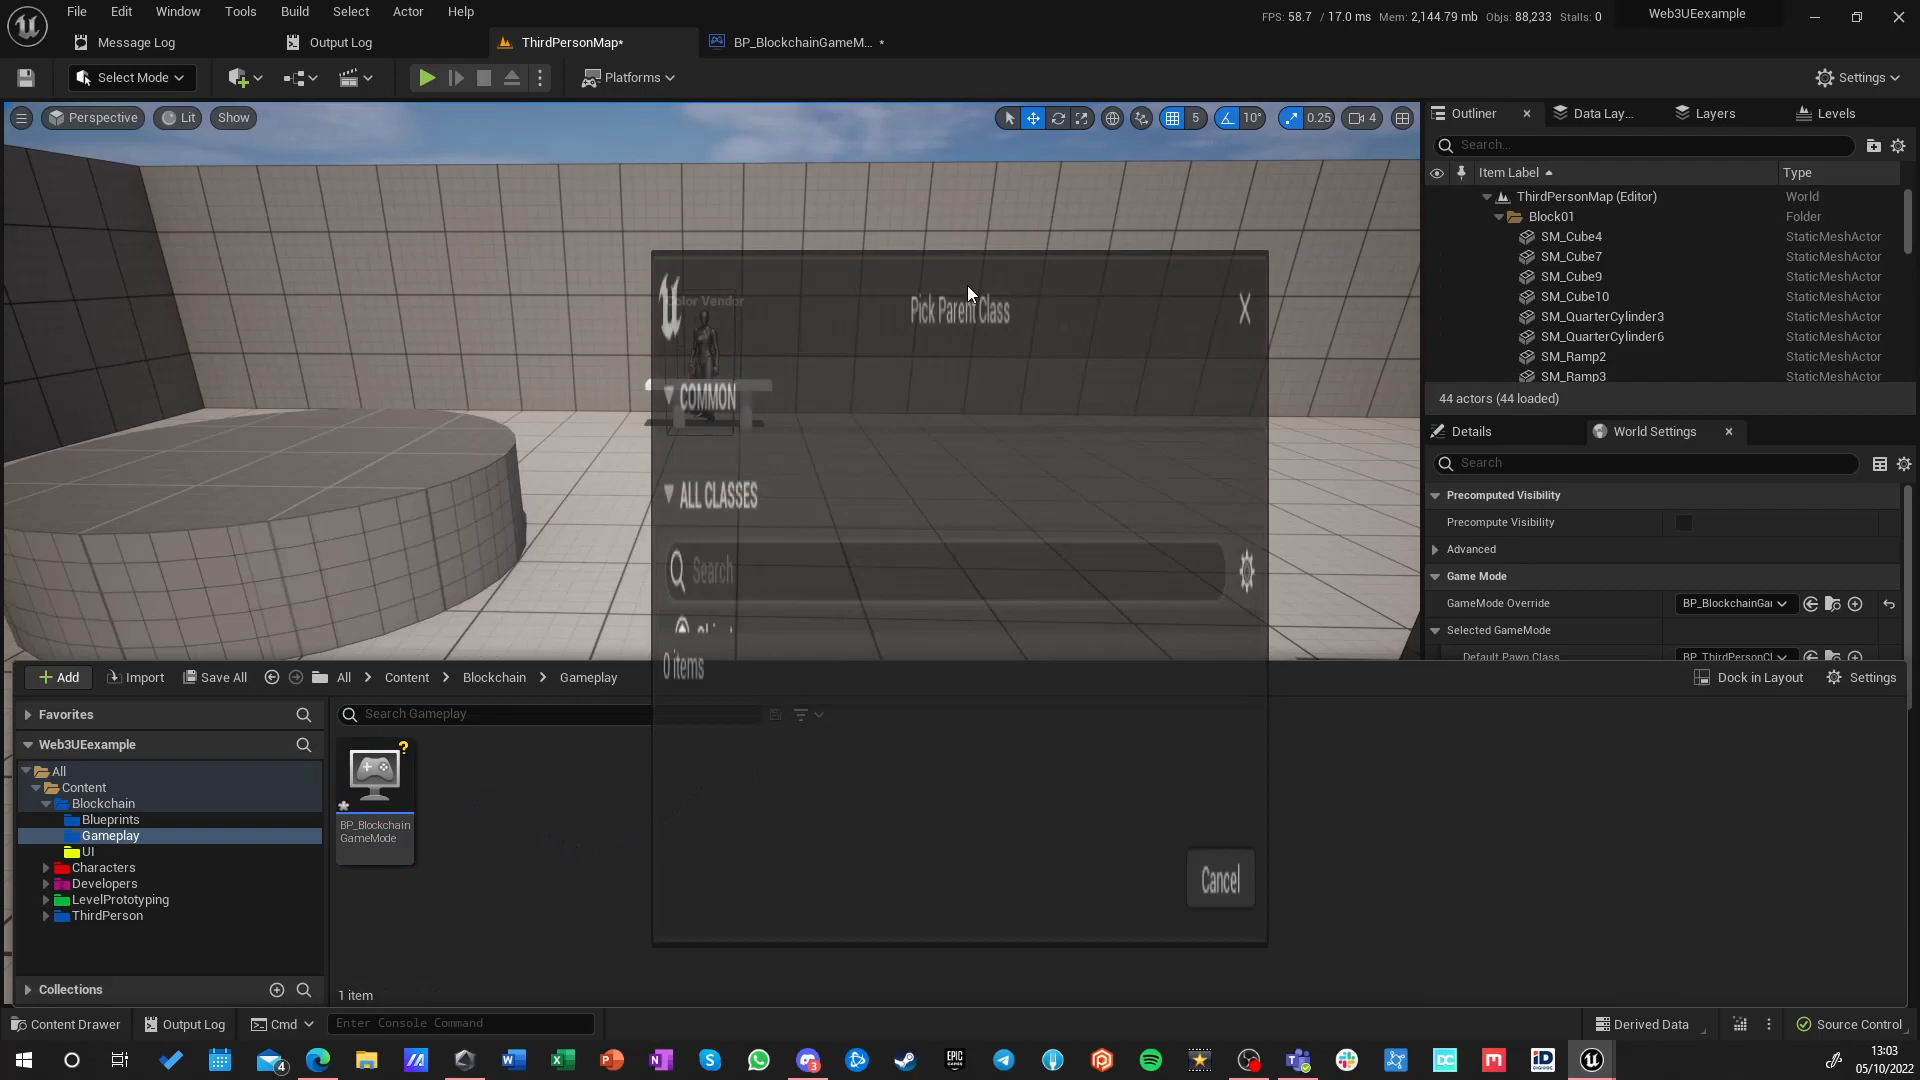 File Edit Window Tools Build Select Actor Help
FPS: 58.7 / 17.0 ms Mem: 2,144.79 mb Objs: 88,233 Stalls: 0
Web3UEexample
Message Log
Output Log
ThirdPersonMap*
BP_BlockchainGameM... *
Select Mode
Platforms
Settings
Perspective
Lit
Show
5
10°
0.25
4
Outliner
Data Lay...
Layers
Levels
Search...
Item Label
Type
ThirdPersonMap (Editor) World
Block01 Folder
SM_Cube4 StaticMeshActor
SM_Cube7 StaticMeshActor
SM_Cube9 StaticMeshActor
SM_Cube10 StaticMeshActor
SM_QuarterCylinder3 StaticMeshActor
SM_QuarterCylinder6 StaticMeshActor
SM_Ramp2 StaticMeshActor
SM_Ramp3 StaticMeshActor
44 actors (44 loaded)
Details
World Settings
Search
Precomputed Visibility
Precompute Visibility
Advanced
Game Mode
GameMode Override BP_BlockchainGai
Selected GameMode
Default Pawn Class BP_ThirdPersonCl
Color Vendor
Pick Parent Class
X
COMMON
ALL CLASSES
Search
0 items
Cancel
Add
Import
Save All
All
Content
Blockchain
Gameplay
Dock in Layout
Settings
Favorites
Web3UEexample
All
Content
Blockchain
Blueprints
Gameplay
UI
Characters
Developers
LevelPrototyping
ThirdPerson
Collections
Search Gameplay
?
BP_Blockchain
GameMode
1 item
Content Drawer
Output Log
Cmd
Enter Console Command
Derived Data
Source Control
4
3
DC
iD
13:03
05/10/2022